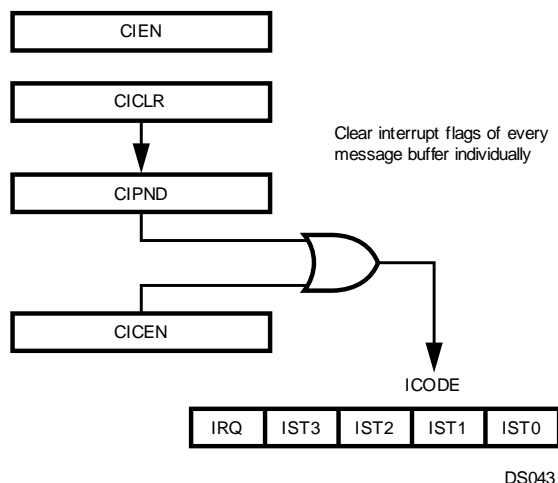 CIEN
CICLR
Clear interrupt flags of every
message buffer individually
CIPND
CICEN
ICODE
IRQ IST3 IST2 IST1 IST0
DS043